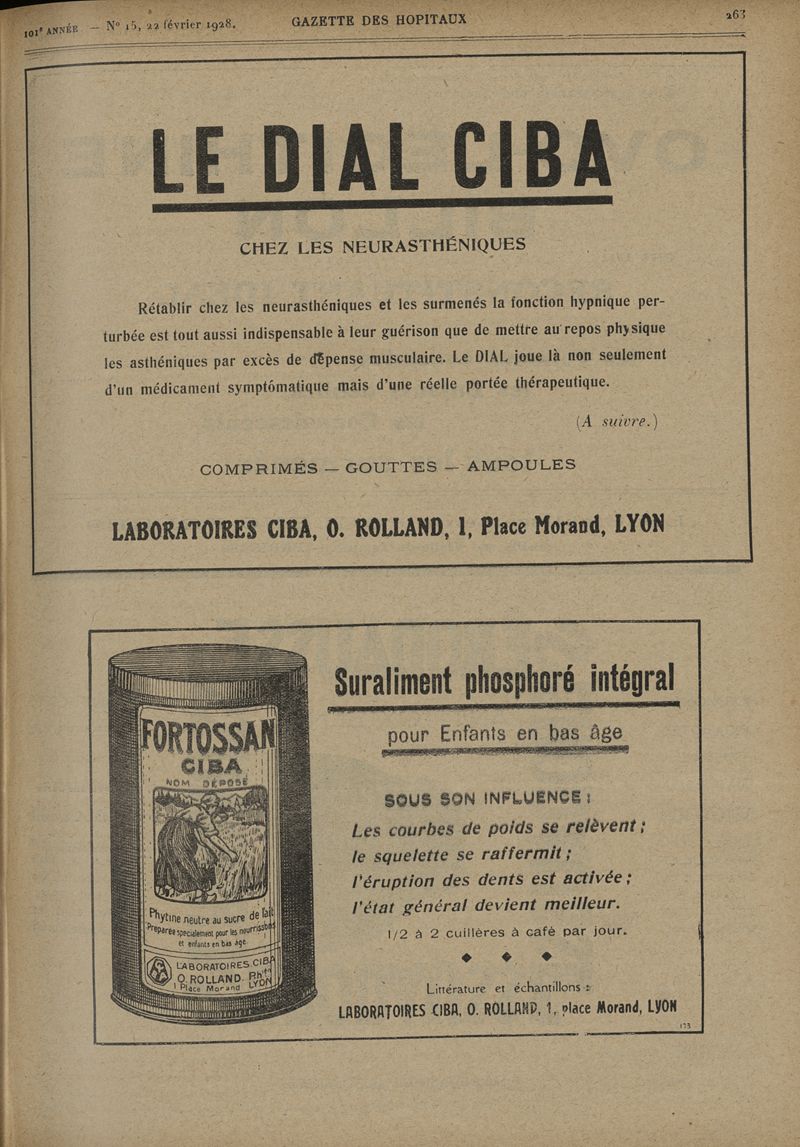 101e ANNÉE — No 15, 22 février 1928. GAZETTE DES HOPITAUX 263
LE DIAL CIBA
CHEZ LES NEURASTHÉNIQUES
Rétablir chez les neurasthéniques et les surmenés la fonction hypnique per-
turbée est tout aussi indispensable à leur guérison que de mettre au repos physique
les asthéniques par excès de dépense musculaire. Le DIAL joue là non seulement
d'un médicament symptômatique mais d'une réelle portée thérapeutique.
(A suivre.)
COMPRIMÉS — GOUTTES — AMPOULES
LABORATOIRES CIBA, O. ROLLAND, 1, Place Morand, LYON
FORTOSSAN
CIBA
NOM DÉPOSÉ
Phytine neutre au sucre de lait
Préparée spécialement pour les nourrissons
et enfants en bas âge
LABORATOIRES CIBA
O. ROLLAND. Phien
1 Place Morand LYON
Suraliment phosphoré intégral
pour Enfants en bas âge
SOUS SON INFLUENCE :
Les courbes de poids se relèvent ;
le squelette se raffermit ;
l'éruption des dents est activée ;
l'état général devient meilleur.
1/2 à 2 cuillères à café par jour.
Littérature et échantillons :
LABORATOIRES CIBA, O. ROLLAND, 1, place Morand, LYON
173